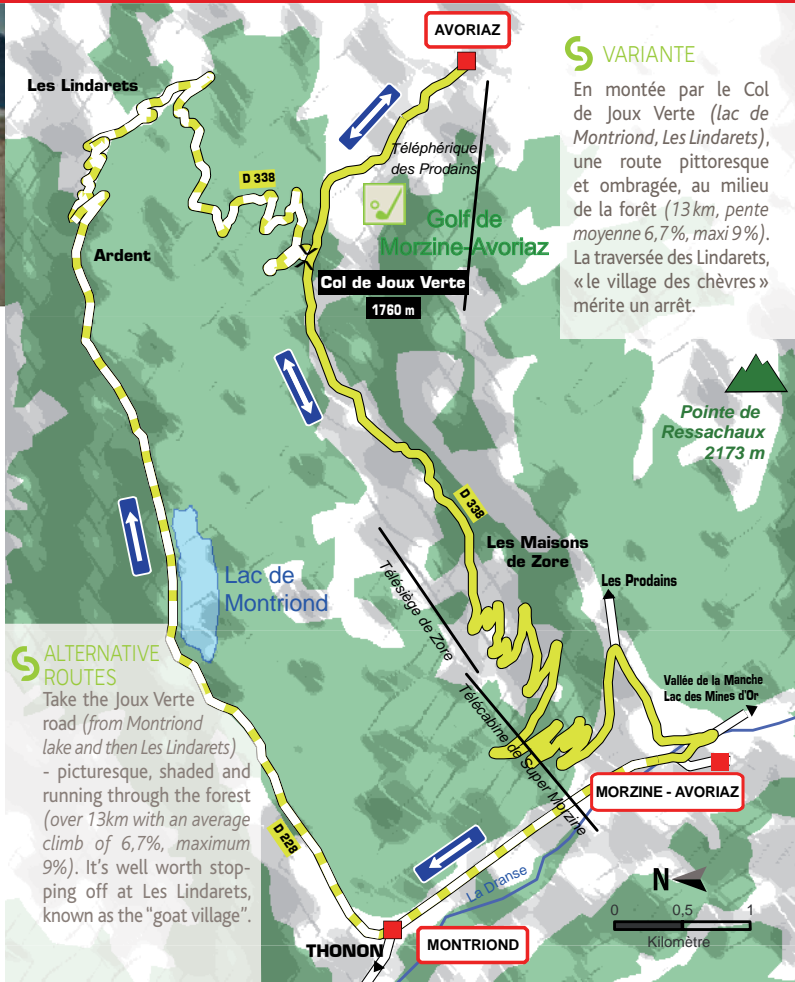 AVORIAZ
VARIANTE
En montée par le Col
de Joux Verte (lac de
Montriond, Les Lindarets),
une route pittoresque
et ombragée, au milieu
de la forêt (13km, pente
moyenne 6,7%, maxi 9%).
La traversée des Lindarets,
« le village des chèvres »
mérite un arrêt.
Les Lindarets
Téléphérique
des Prodains
D 338
Golf de
Morzine-Avoriaz
Ardent
Col de Joux Verte
1760 m
Pointe de
Ressachaux
2173 m
D 338
Les Maisons
de Zore
Télésiège de Zore
Les Prodains
Lac de
Montriond
Vallée de la Manche
Lac des Mines d'Or
Télécabine de Super Morzine
ALTERNATIVE
ROUTES
Take the Joux Verte
road (from Montriond
lake and then Les Lindarets)
- picturesque, shaded and
running through the forest
(over 13km with an average
climb of 6,7%, maximum
9%). It's well worth stop-
ping off at Les Lindarets,
known as the "goat village".
MORZINE - AVORIAZ
D 228
La Dranse
N
0 0,5 1
Kilomètre
THONON
MONTRIOND